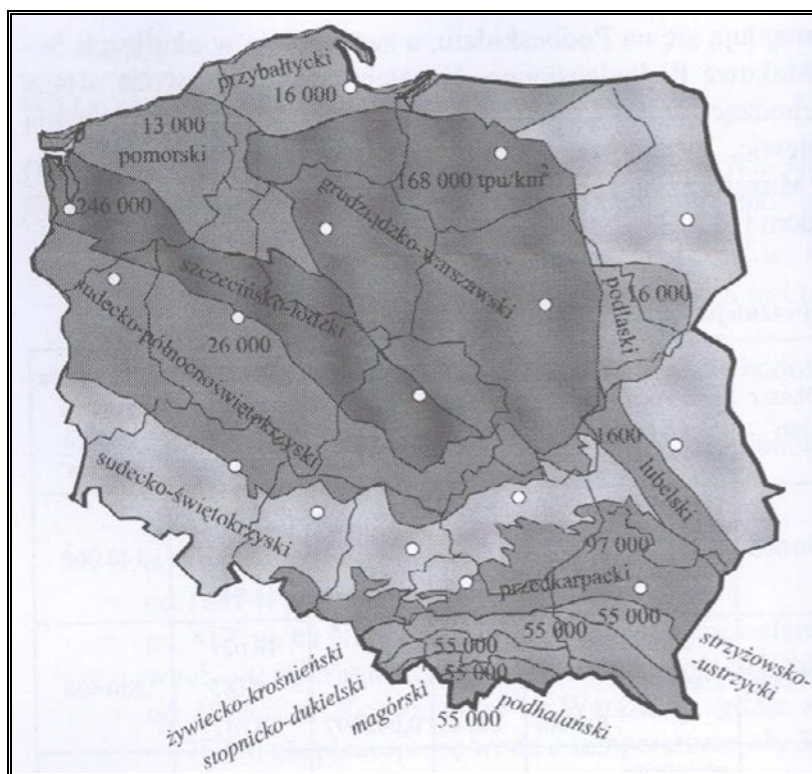 przybałtycki
16 000
13 000
pomorski
168 000 tpu/km²
246 000
grudziądzko-warszawski
szczecińsko-łódzki
podlaski
16 000
sudecko-północnoświętokrzyski
26 000
1600
lubelski
sudecko-świętokrzyski
97 000
przedkarpacki
55 000
55 000
55 000
55 000
55 000
strzyżowsko-
ustrzycki
podhalański
magórski
stopnicko-dukielski
żywiecko-krośnieński